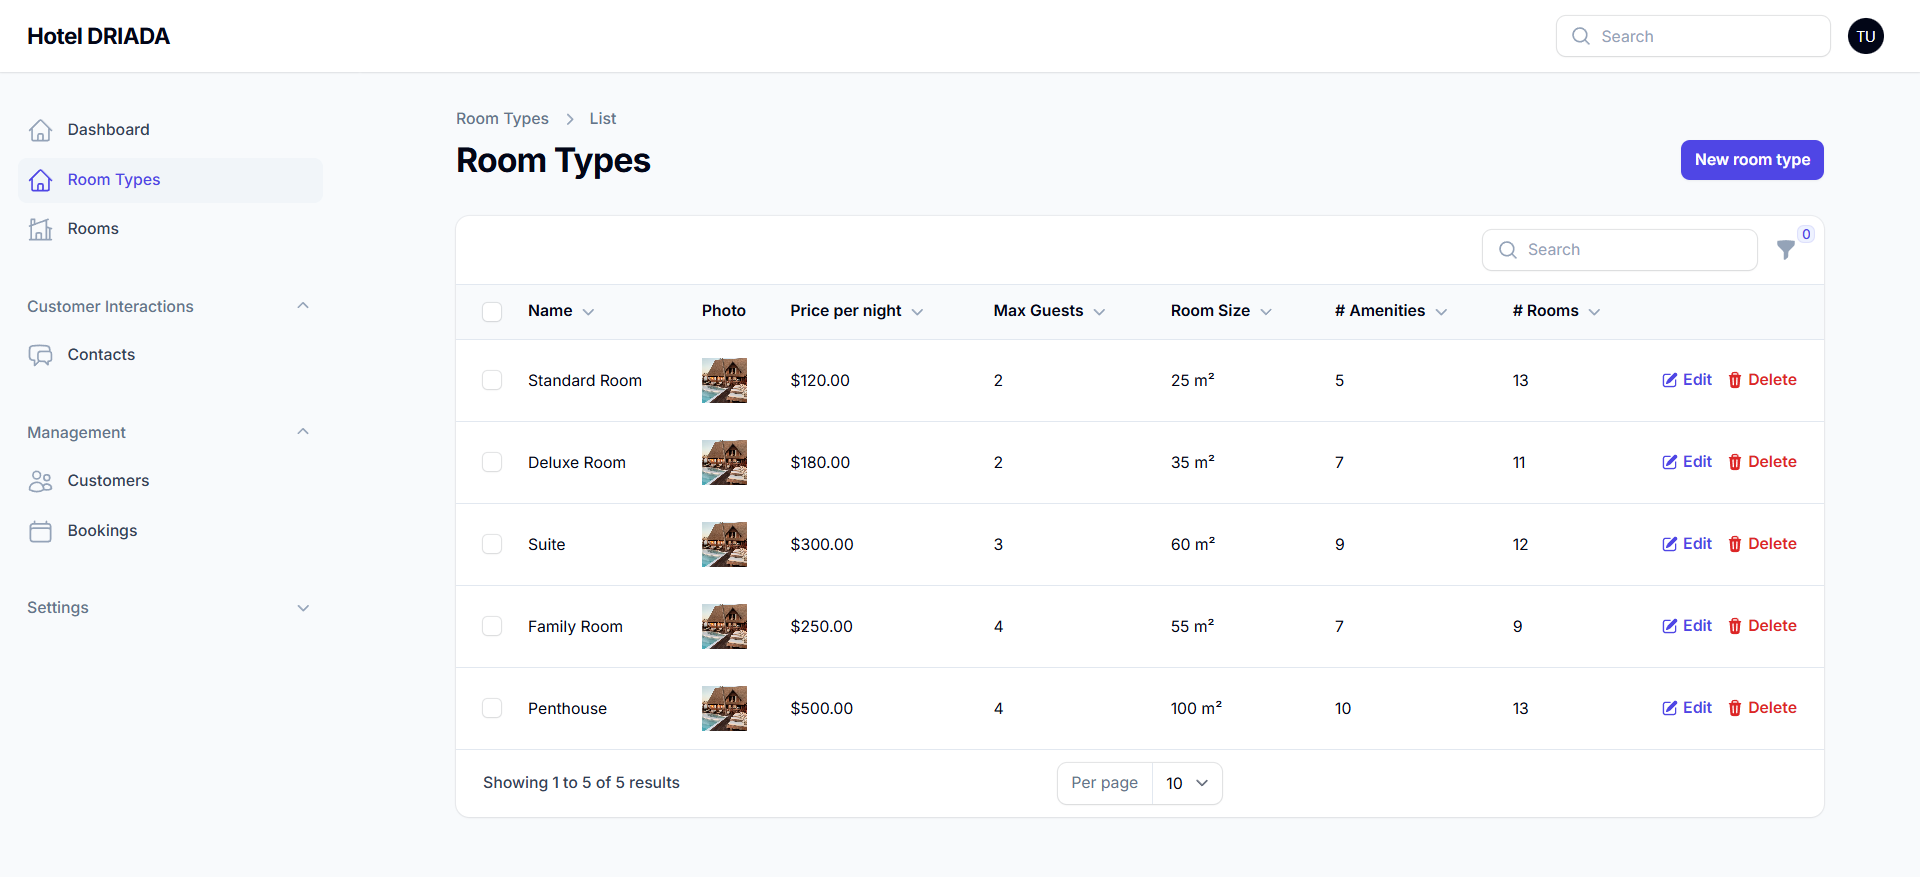 Hotel DRIADA
Search
TU
Dashboard
Room Types
Rooms
Customer Interactions
Contacts
Management
Customers
Bookings
Settings
Room Types > List
Room Types
New room type
Search
0
Name Photo Price per night Max Guests Room Size # Amenities # Rooms
Standard Room $120.00 2 25 m² 5 13 Edit Delete
Deluxe Room $180.00 2 35 m² 7 11 Edit Delete
Suite $300.00 3 60 m² 9 12 Edit Delete
Family Room $250.00 4 55 m² 7 9 Edit Delete
Penthouse $500.00 4 100 m² 10 13 Edit Delete
Showing 1 to 5 of 5 results
Per page 10